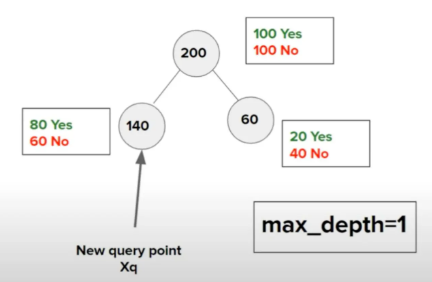 200
100 Yes
100 No
80 Yes
60 No
140
60
20 Yes
40 No
max_depth=1
New query point
Xq